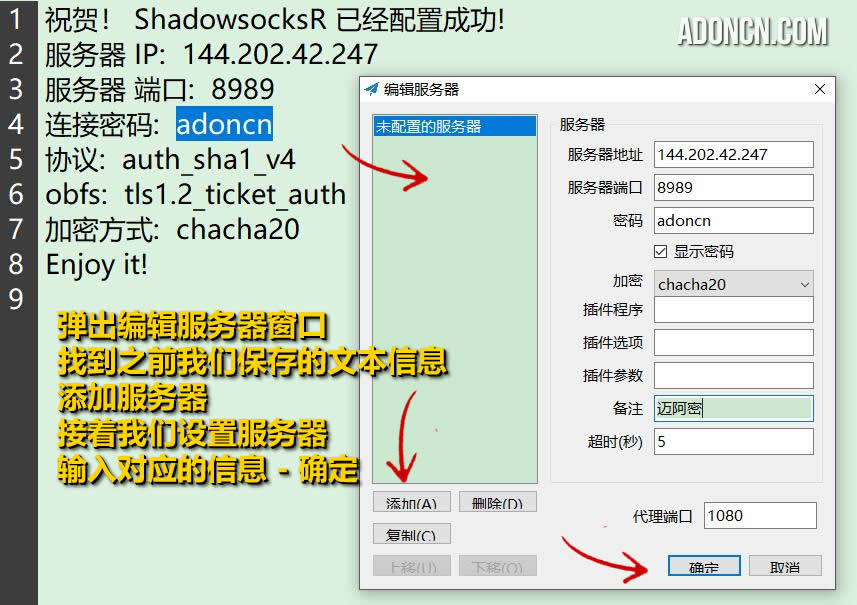 ADONCN.COM
1 祝贺! ShadowsocksR 已经配置成功!
2 服务器 IP: 144.202.42.247
3 服务器 端口: 8989
4 连接密码: adoncn
5 协议: auth_sha1_v4
6 obfs: tls1.2_ticket_auth
7 加密方式: chacha20
8 Enjoy it!
9
弹出编辑服务器窗口
找到之前我们保存的文本信息
添加服务器
接着我们设置服务器
输入对应的信息 - 确定
编辑服务器
未配置的服务器
服务器
服务器地址 144.202.42.247
服务器端口 8989
密码 adoncn
显示密码
加密 chacha20
插件程序
插件选项
插件参数
备注 迈阿密
超时(秒) 5
添加(A) 删除(D)
复制(C)
上移(U) 下移(O)
代理端口 1080
确定 取消